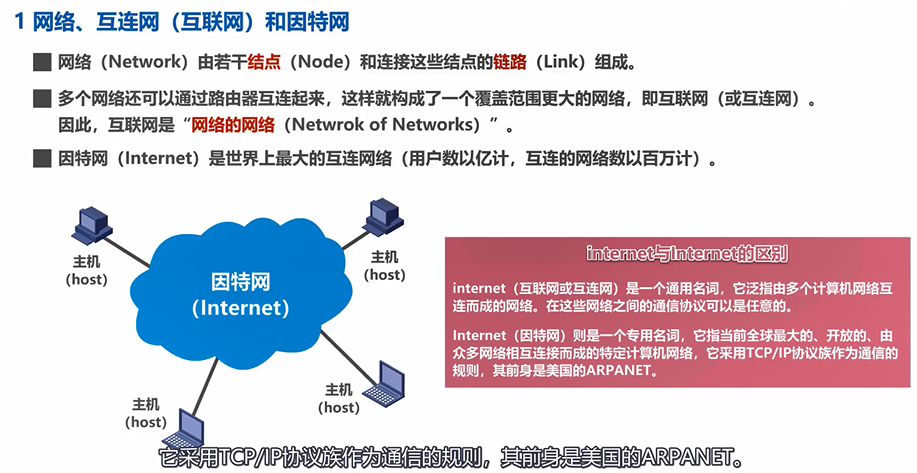 1 网络、互连网（互联网）和因特网
网络（Network）由若干结点（Node）和连接这些结点的链路（Link）组成。
多个网络还可以通过路由器互连起来，这样就构成了一个覆盖范围更大的网络，即互联网（或互连网）。
因此，互联网是“网络的网络（Netwrok of Networks）”。
因特网（Internet）是世界上最大的互连网络（用户数以亿计，互连的网络数以百万计）。
主机
（host）
主机
（host）
因特网
（Internet）
主机
（host）
主机
（host）
internet与Internet的区别
internet（互联网或互连网）是一个通用名词，它泛指由多个计算机网络互
连而成的网络。在这些网络之间的通信协议可以是任意的。
Internet（因特网）则是一个专用名词，它指当前全球最大的、开放的、由
众多网络相互连接而成的特定计算机网络，它采用TCP/IP协议族作为通信的
规则，其前身是美国的ARPANET。
它采用TCP/IP协议族作为通信的规则，其前身是美国的ARPANET。